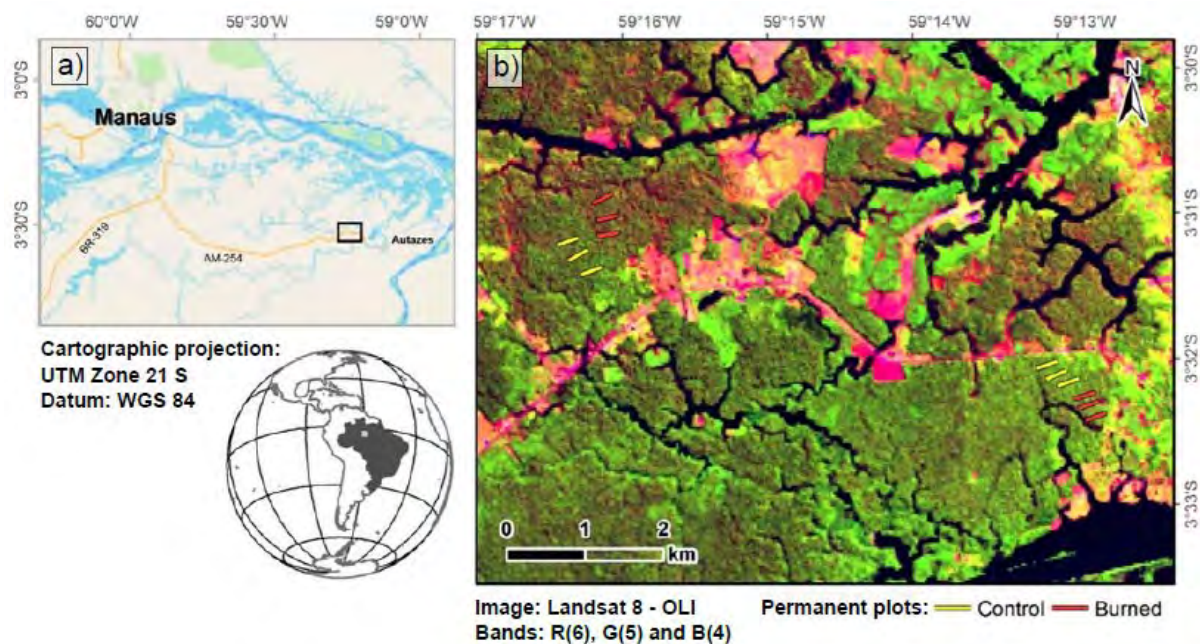 60°0'W 59°30'W 59°0'W
3°0'S
3°30'S
a)
Manaus
BR-319
AM-254
Autazes
Cartographic projection:
UTM Zone 21 S
Datum: WGS 84
59°17'W 59°16'W 59°15'W 59°14'W 59°13'W
b)
N
3°30'S
3°31'S
3°32'S
3°33'S
0 1 2
km
Image: Landsat 8 - OLI
Bands: R(6), G(5) and B(4)
Permanent plots: Control Burned